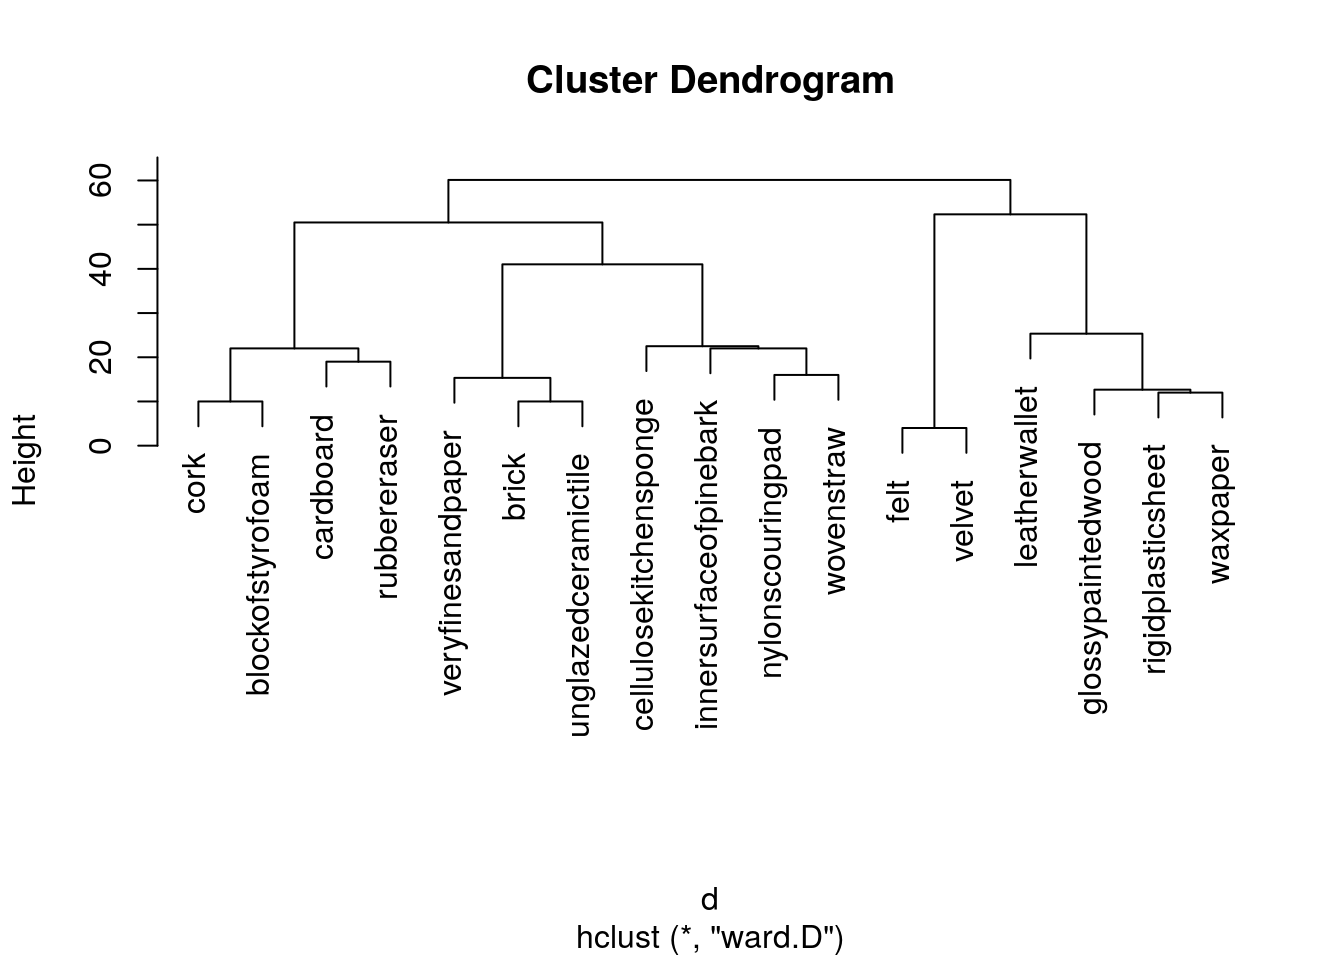 Cluster Dendrogram
Height
0
20
40
60
cork
blockofstyrofoam
cardboard
rubbereraser
veryfinesandpaper
brick
unglazedceramictile
cellulosekitchensponge
innersurfaceofpinebark
nylonscouringpad
wovenstraw
felt
velvet
leatherwallet
glossypaintedwood
rigidplasticsheet
waxpaper
d
hclust (*, "ward.D")